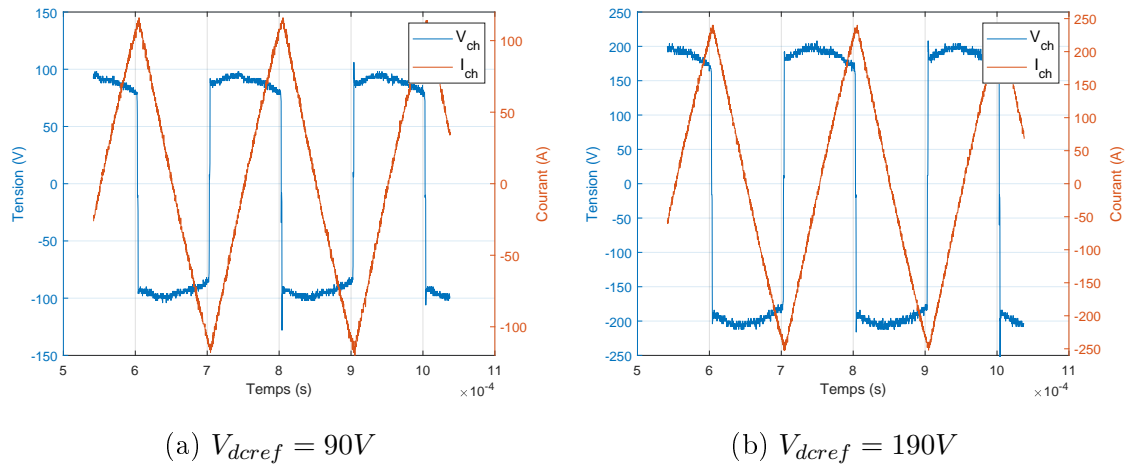 150
100
50
0
-50
-100
-150
Tension (V)
100
50
0
-50
-100
Courant (A)
V_ch
I_ch
5 6 7 8 9 10 11
Temps (s)
×10^-4
(a) V_dcref = 90V
250
200
150
100
50
0
-50
-100
-150
-200
-250
Tension (V)
250
200
150
100
50
0
-50
-100
-150
-200
-250
Courant (A)
V_ch
I_ch
5 6 7 8 9 10 11
Temps (s)
×10^-4
(b) V_dcref = 190V